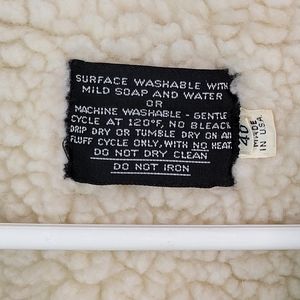 SURFACE WASHABLE WITH
MILD SOAP AND WATER
OR
MACHINE WASHABLE - GENTLE
CYCLE AT 120°F, NO BLEACH
DRIP DRY OR TUMBLE DRY ON AIR
FLUFF CYCLE ONLY, WITH NO HEAT.
DO NOT DRY CLEAN
DO NOT IRON
40
MADE
IN U.S.A.